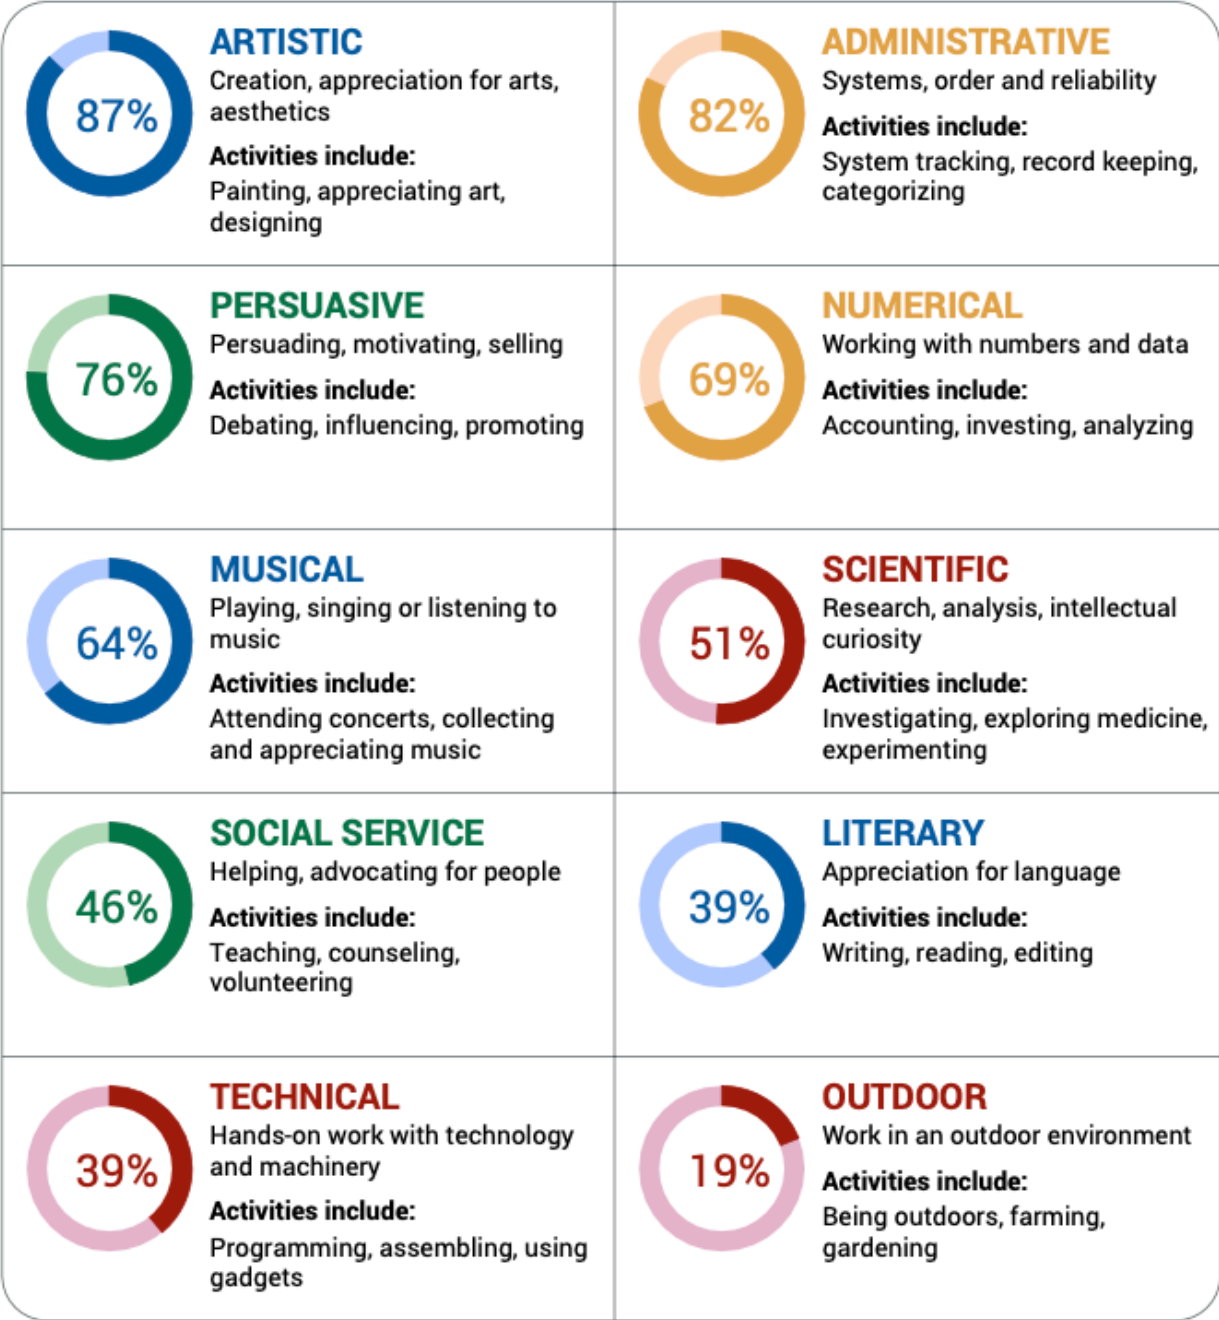 87%
ARTISTIC
Creation, appreciation for arts,
aesthetics
Activities include:
Painting, appreciating art,
designing
82%
ADMINISTRATIVE
Systems, order and reliability
Activities include:
System tracking, record keeping,
categorizing
76%
PERSUASIVE
Persuading, motivating, selling
Activities include:
Debating, influencing, promoting
69%
NUMERICAL
Working with numbers and data
Activities include:
Accounting, investing, analyzing
64%
MUSICAL
Playing, singing or listening to
music
Activities include:
Attending concerts, collecting
and appreciating music
51%
SCIENTIFIC
Research, analysis, intellectual
curiosity
Activities include:
Investigating, exploring medicine,
experimenting
46%
SOCIAL SERVICE
Helping, advocating for people
Activities include:
Teaching, counseling,
volunteering
39%
LITERARY
Appreciation for language
Activities include:
Writing, reading, editing
39%
TECHNICAL
Hands-on work with technology
and machinery
Activities include:
Programming, assembling, using
gadgets
19%
OUTDOOR
Work in an outdoor environment
Activities include:
Being outdoors, farming,
gardening